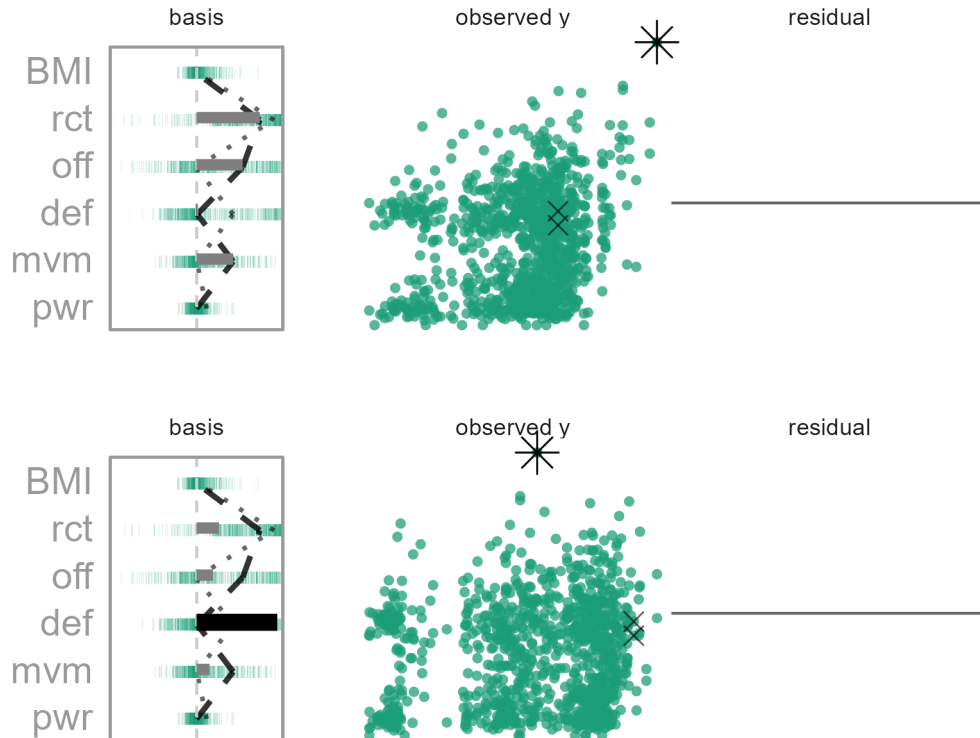 basis observed y residual
BMI
rct
off
def
mvm
pwr
basis observed y residual
BMI
rct
off
def
mvm
pwr